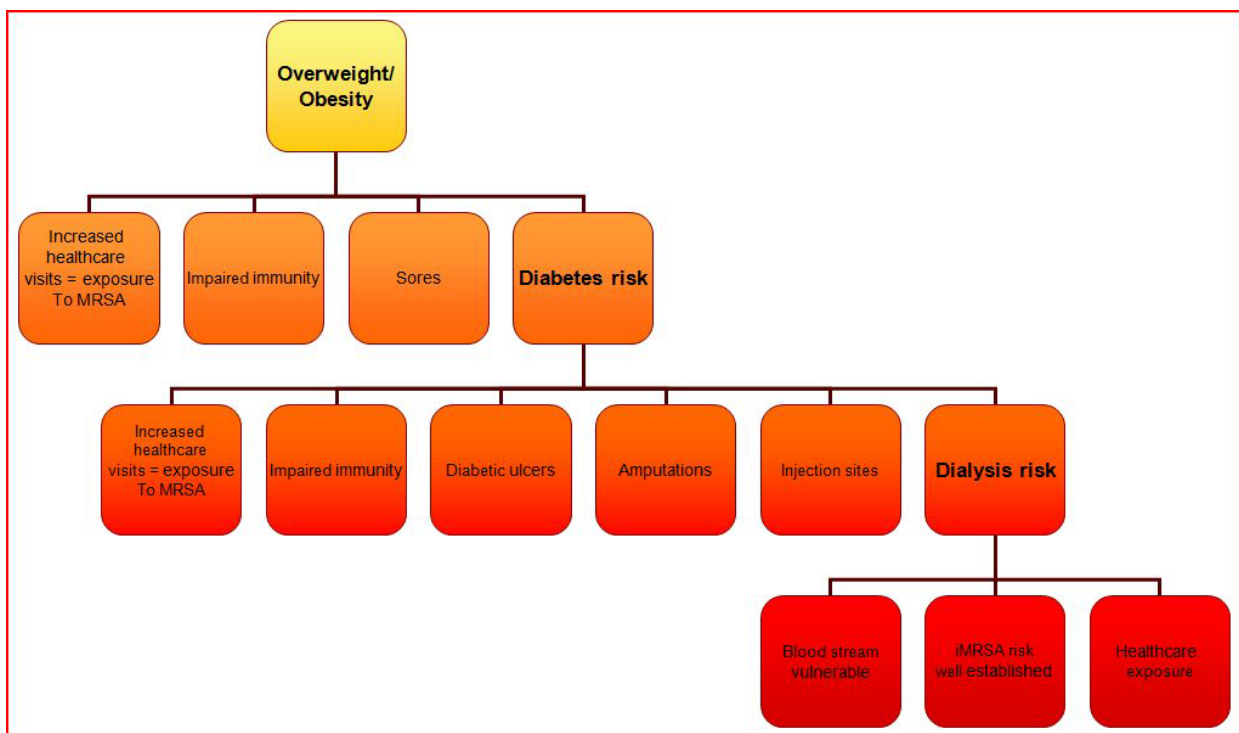 Overweight/
Obesity
Increased
healthcare
visits = exposure
To MRSA
Impaired immunity
Sores
Diabetes risk
Increased
healthcare
visits = exposure
To MRSA
Impaired immunity
Diabetic ulcers
Amputations
Injection sites
Dialysis risk
Blood stream
vulnerable
iMRSA risk
well established
Healthcare
exposure